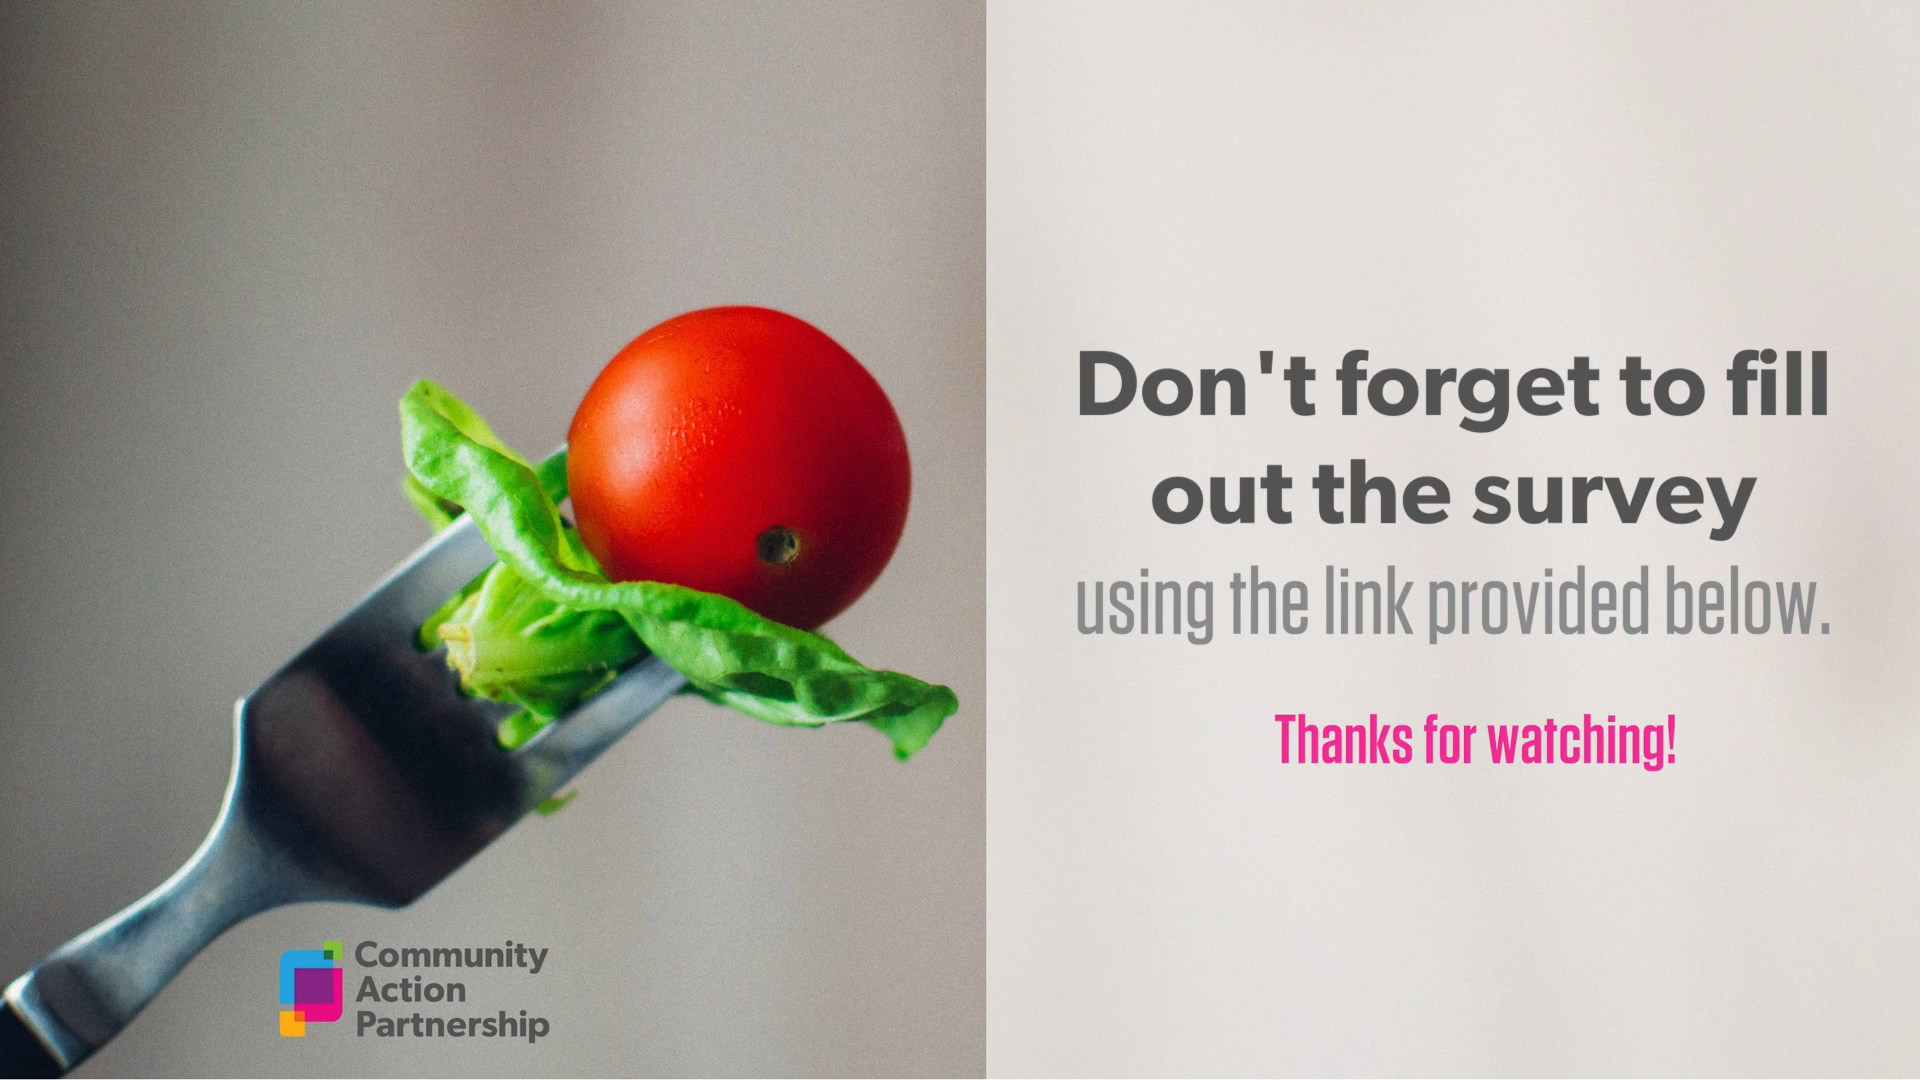 Don't forget to fill
out the survey
using the link provided below.
Thanks for watching!
Community
Action
Partnership